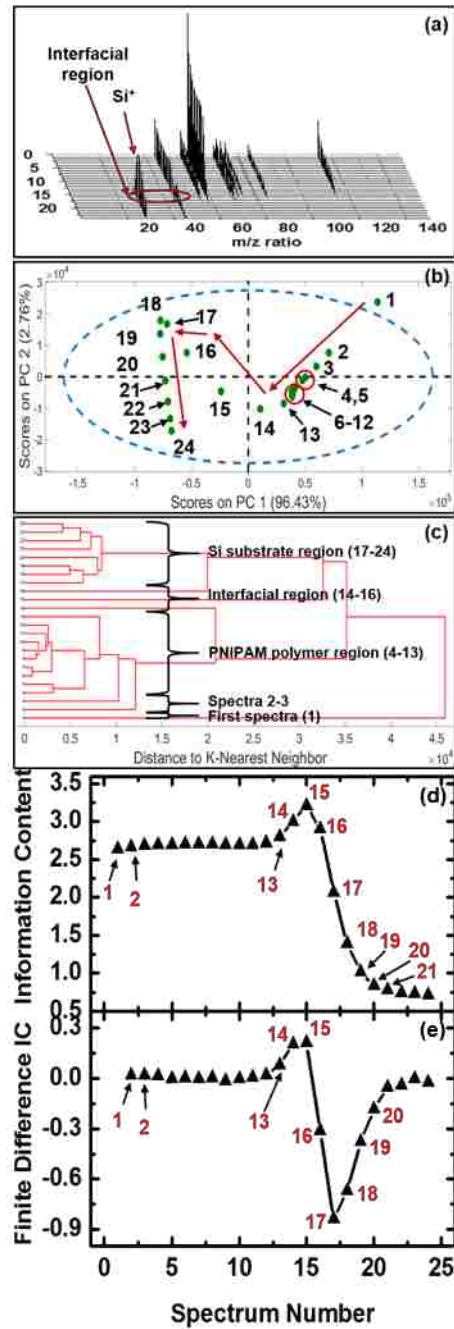 (a)
Interfacial
region
Si⁺
0
5
10
15
20
20 40 60 80 100 120 140
m/z ratio
(b)
×10⁴
3
2
1
0
-1
-2
-3
Scores on PC 2 (2.76%)
18
17
1
19
16
2
20
3
21
4,5
22
15
6-12
23
14
13
24
-1.5 -1 -0.5 0 0.5 1 1.5
Scores on PC 1 (96.43%)
×10⁵
(c)
Si substrate region (17-24)
Interfacial region (14-16)
PNiPAM polymer region (4-13)
Spectra 2-3
First spectra (1)
0 0.5 1 1.5 2 2.5 3 3.5 4 4.5
Distance to K-Nearest Neighbor
×10⁴
(d)
Information Content
3.5
3.0
2.5
2.0
1.5
1.0
0.5
15
14
16
13
1
2
17
18
19
20
21
(e)
Finite Difference IC
0.3
0.0
-0.3
-0.6
-0.9
14
15
1
2
13
16
20
19
18
17
0 5 10 15 20 25
Spectrum Number